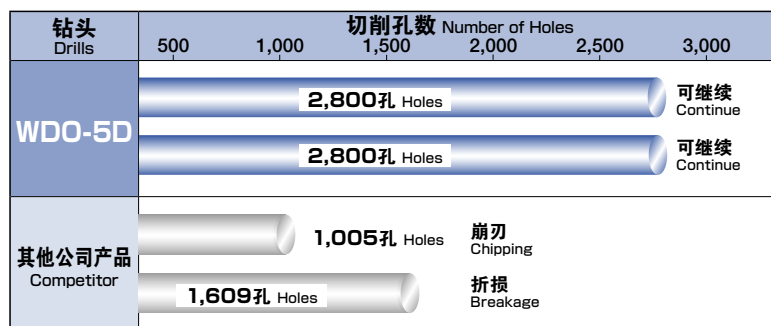 钻头
Drills
切削孔数 Number of Holes
500 1,000 1,500 2,000 2,500 3,000
WDO-5D
2,800孔 Holes
可继续
Continue
2,800孔 Holes
可继续
Continue
其他公司产品
Competitor
1,005孔 Holes
崩刃
Chipping
1,609孔 Holes
折损
Breakage